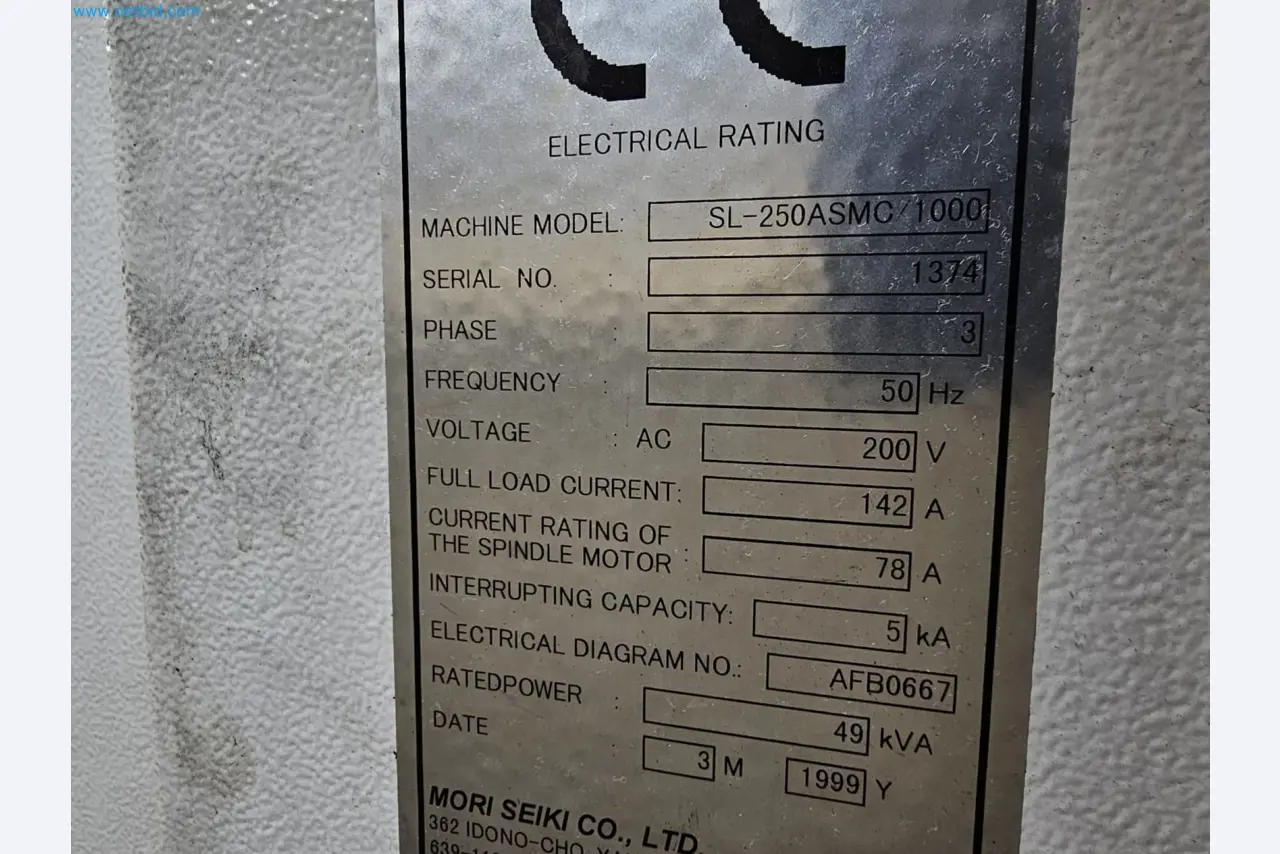 CE
ELECTRICAL RATING
MACHINE MODEL: SL-250ASMC/1000
SERIAL NO. : 1374
PHASE : 3
FREQUENCY : 50 Hz
VOLTAGE : AC 200 V
FULL LOAD CURRENT: 142 A
CURRENT RATING OF
THE SPINDLE MOTOR : 78 A
INTERRUPTING CAPACITY: 5 kA
ELECTRICAL DIAGRAM NO.: AFB0667
RATEDPOWER : 49 kVA
DATE : 3 M 1999 Y
MORI SEIKI CO., LTD.
362 IDONO-CHO,